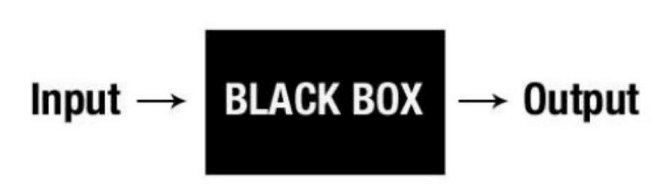 Input → BLACK BOX → Output